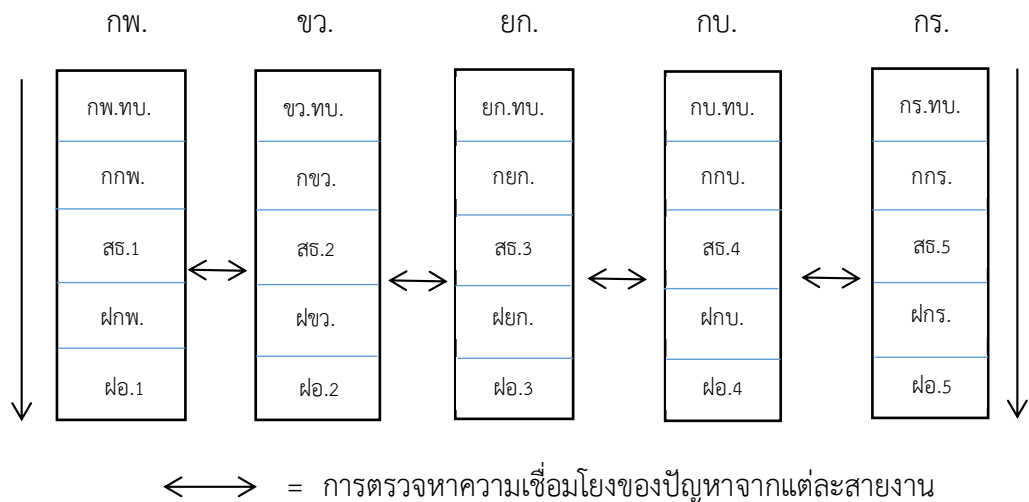 กพ. ขว. ยก. กบ. กร.
กพ.ทบ. ขว.ทบ. ยก.ทบ. กบ.ทบ. กร.ทบ.
กกพ. กขว. กยก. กกบ. กกร.
สธ.1 สธ.2 สธ.3 สธ.4 สธ.5
ฝกพ. ฝขว. ฝยก. ฝกบ. ฝกร.
ฝอ.1 ฝอ.2 ฝอ.3 ฝอ.4 ฝอ.5
= การตรวจหาความเชื่อมโยงของปัญหาจากแต่ละสายงาน